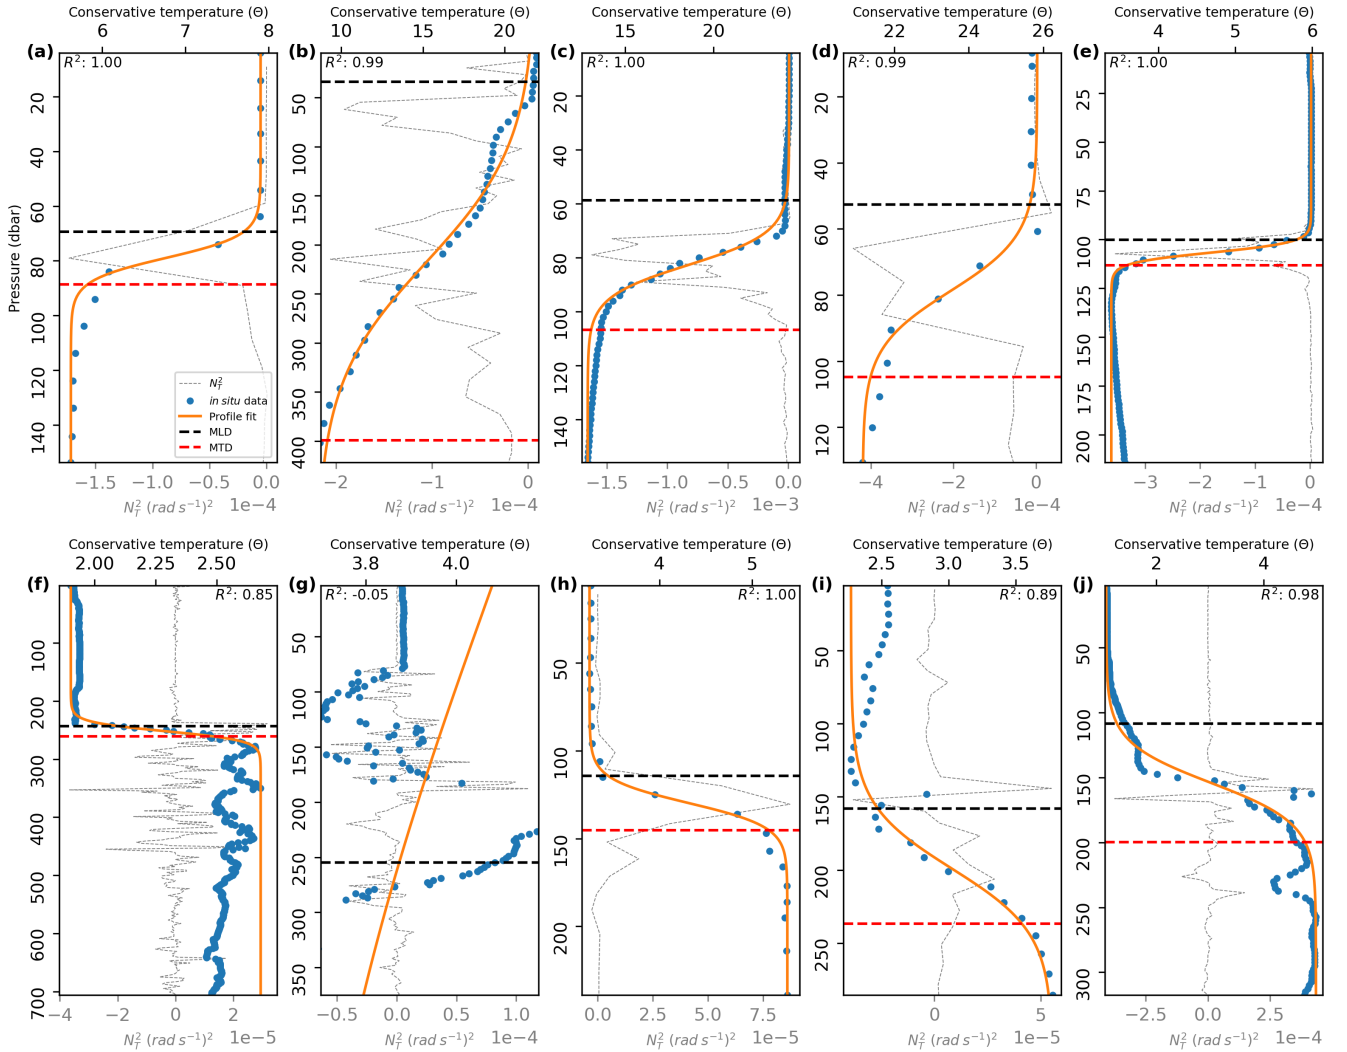 Conservative temperature (Θ) Conservative temperature (Θ) Conservative temperature (Θ) Conservative temperature (Θ) Conservative temperature (Θ)
6 7 8 10 15 20 15 20 22 24 26 4 5 6
(a) R²: 1.00 (b) R²: 0.99 (c) R²: 1.00 (d) R²: 0.99 (e) R²: 1.00
Pressure (dbar)
20 40 60 80 100 120 140
50 100 150 200 250 300 350 400
20 40 60 80 100 120 140
20 40 60 80 100 120
25 50 75 100 125 150 175 200
N_T²
in situ data
Profile fit
MLD
MTD
−1.5 −1.0 −0.5 0.0 −2 −1 0 −1.5 −1.0 −0.5 0.0 −4 −2 0 −3 −2 −1 0
N_T² (rad s⁻¹)² 1e−4 N_T² (rad s⁻¹)² 1e−4 N_T² (rad s⁻¹)² 1e−3 N_T² (rad s⁻¹)² 1e−4 N_T² (rad s⁻¹)² 1e−4
Conservative temperature (Θ) Conservative temperature (Θ) Conservative temperature (Θ) Conservative temperature (Θ) Conservative temperature (Θ)
2.00 2.25 2.50 3.8 4.0 4 5 2.5 3.0 3.5 2 4
(f) R²: 0.85 (g) R²: -0.05 (h) R²: 1.00 (i) R²: 0.89 (j) R²: 0.98
100 200 300 400 500 600 700
50 100 150 200 250 300 350
50 100 150 200
50 100 150 200 250
50 100 150 200 250 300
−4 −2 0 2 −0.5 0.0 0.5 1.0 0.0 2.5 5.0 7.5 0 5 −2.5 0.0 2.5
N_T² (rad s⁻¹)² 1e−5 N_T² (rad s⁻¹)² 1e−4 N_T² (rad s⁻¹)² 1e−5 N_T² (rad s⁻¹)² 1e−5 N_T² (rad s⁻¹)² 1e−4